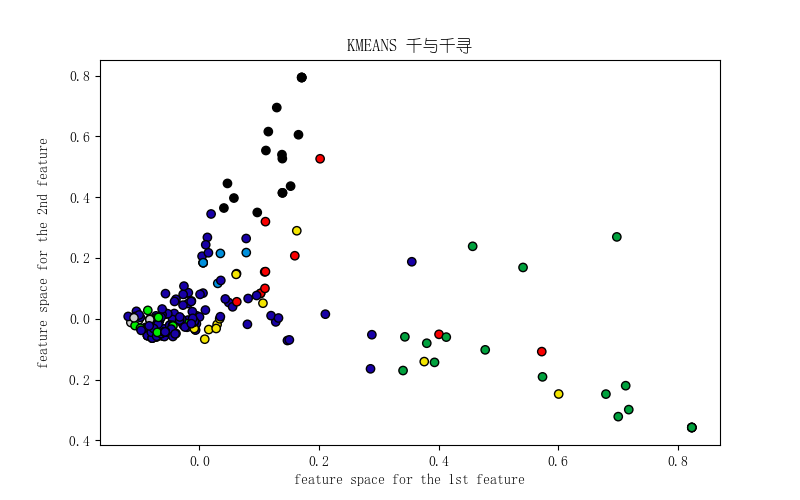 KMEANS 千与千寻
0.8
0.6
0.4
0.2
0.0
0.2
0.4
feature space for the 2nd feature
0.0 0.2 0.4 0.6 0.8
feature space for the 1st feature